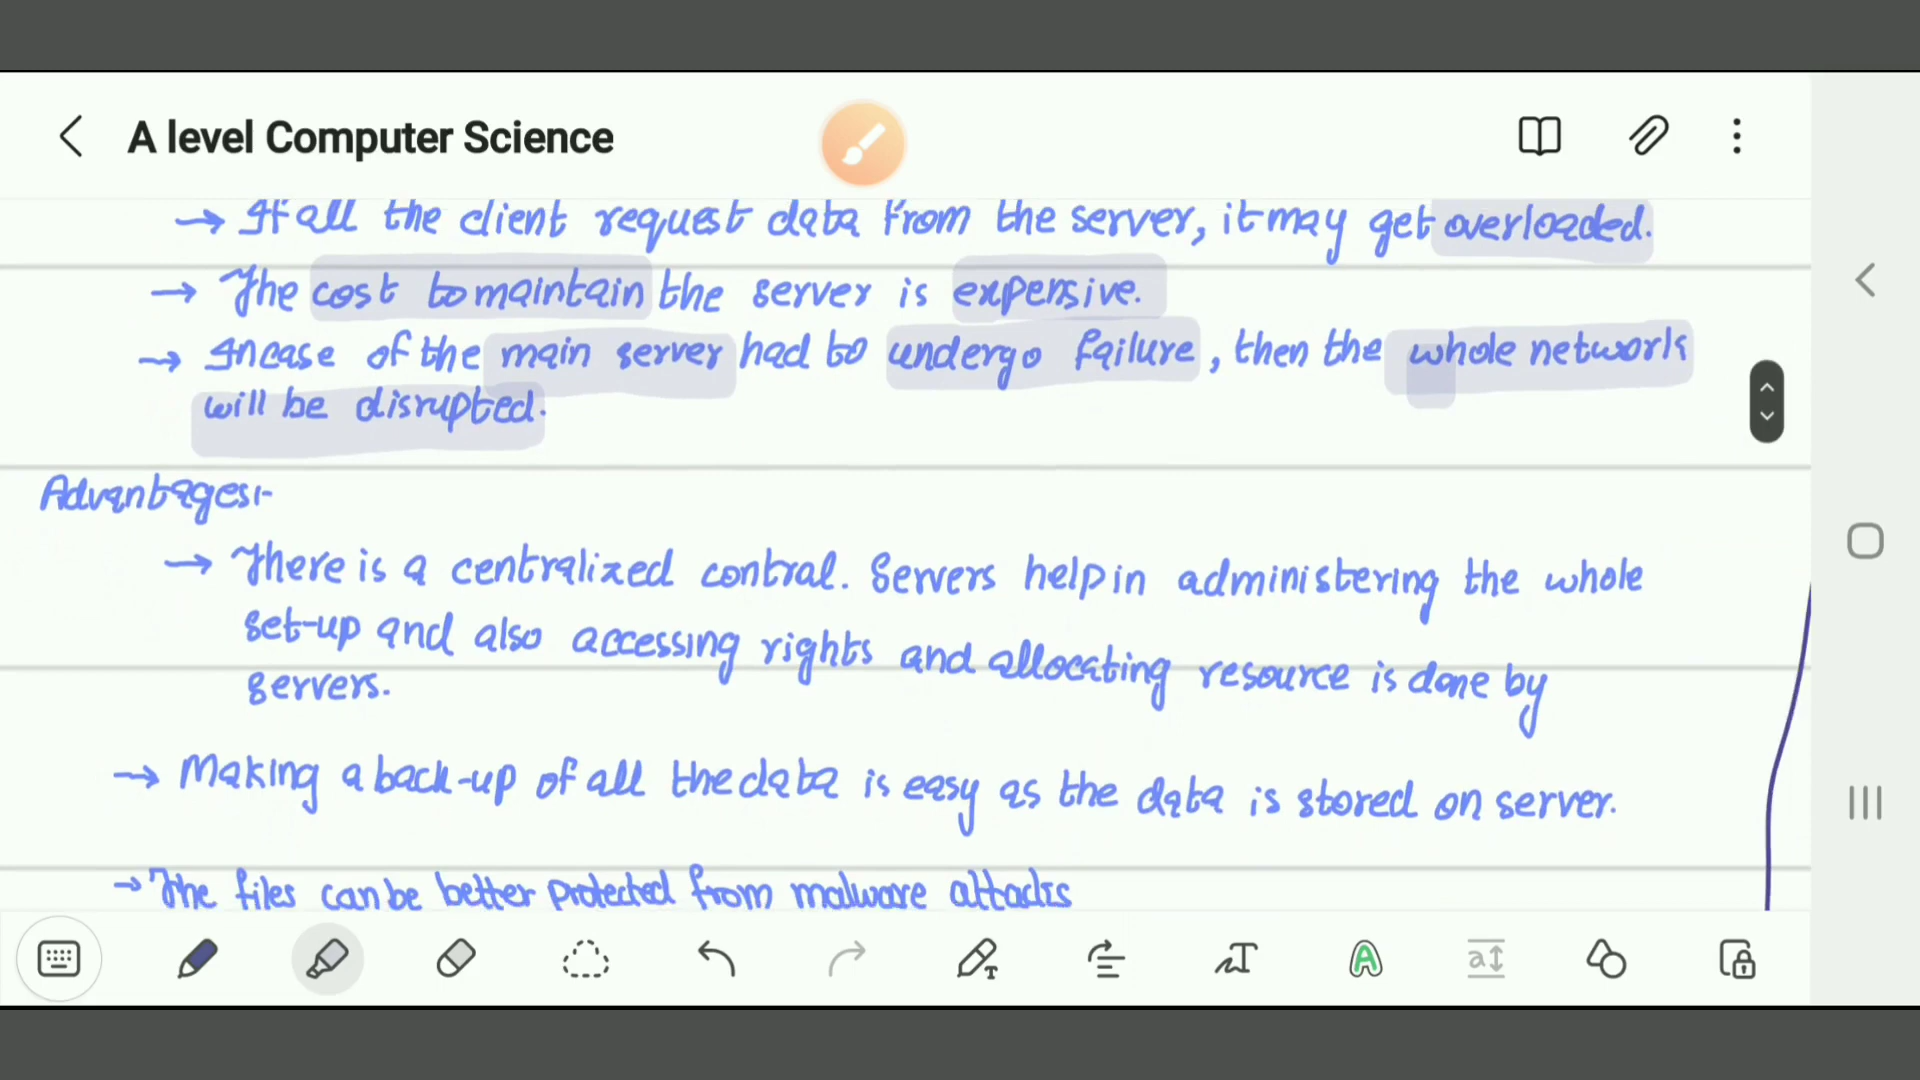 A level Computer Science
→ If all the client request data from the server, it may get overloaded.
→ The cost to maintain the server is expensive.
→ Incase of the main server had to undergo failure, then the whole network
will be disrupted.
Advantages:-
→ There is a centralized control. Servers help in administering the whole
set-up and also accessing rights and allocating resource is done by
servers.
→ Making a back-up of all the data is easy as the data is stored on server.
→ The files can be better protected from malware attacks